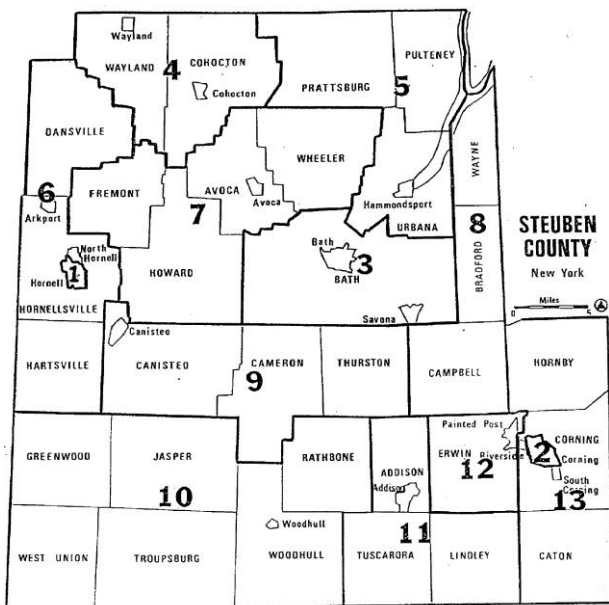 Wayland
WAYLAND
4
COHOCTON
Cohocton
PULTENEY
PRATTSBURG
5
DANSVILLE
WHEELER
WAYNE
FREMONT
AVOCA
Avoca
Hammondsport
6
Arkport
7
URBANA
8
STEUBEN
COUNTY
New York
North
Hornell
1
Hornell
HOWARD
Bath
3
BATH
BRADFORD
Miles
0 5
HORNELLSVILLE
Savona
Canisteo
HARTSVILLE
CANISTEO
CAMERON
THURSTON
CAMPBELL
HORNBY
9
Painted Post
CORNING
GREENWOOD
JASPER
RATHBONE
ADDISON
Addison
ERWIN
Riverside
2
Corning
12
South
Corning
10
13
Woodhull
11
WEST UNION
TROUPSBURG
WOODHULL
TUSCARORA
LINDLEY
CATON